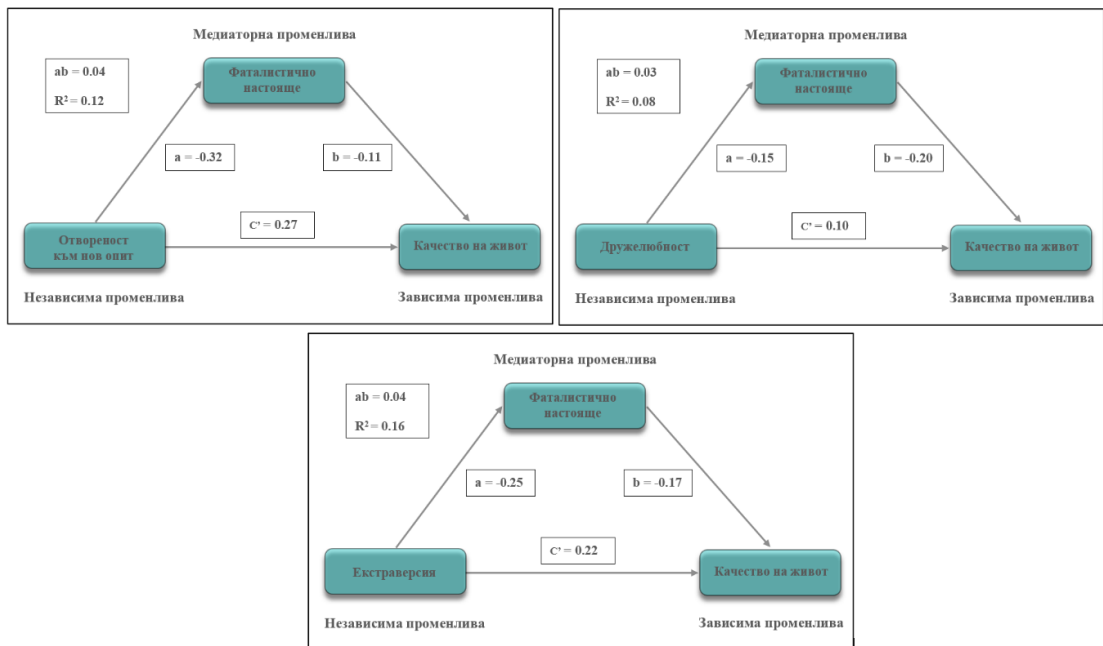 Медиаторна променлива
ab = 0.04
R² = 0.12
Фаталистично
настояще
a = -0.32
b = -0.11
C’ = 0.27
Отвореност
към нов опит
Качество на живот
Независима променлива
Зависима променлива
Медиаторна променлива
ab = 0.03
R² = 0.08
Фаталистично
настояще
a = -0.15
b = -0.20
C’ = 0.10
Дружелюбност
Качество на живот
Независима променлива
Зависима променлива
Медиаторна променлива
ab = 0.04
R² = 0.16
Фаталистично
настояще
a = -0.25
b = -0.17
C’ = 0.22
Екстраверсия
Качество на живот
Независима променлива
Зависима променлива